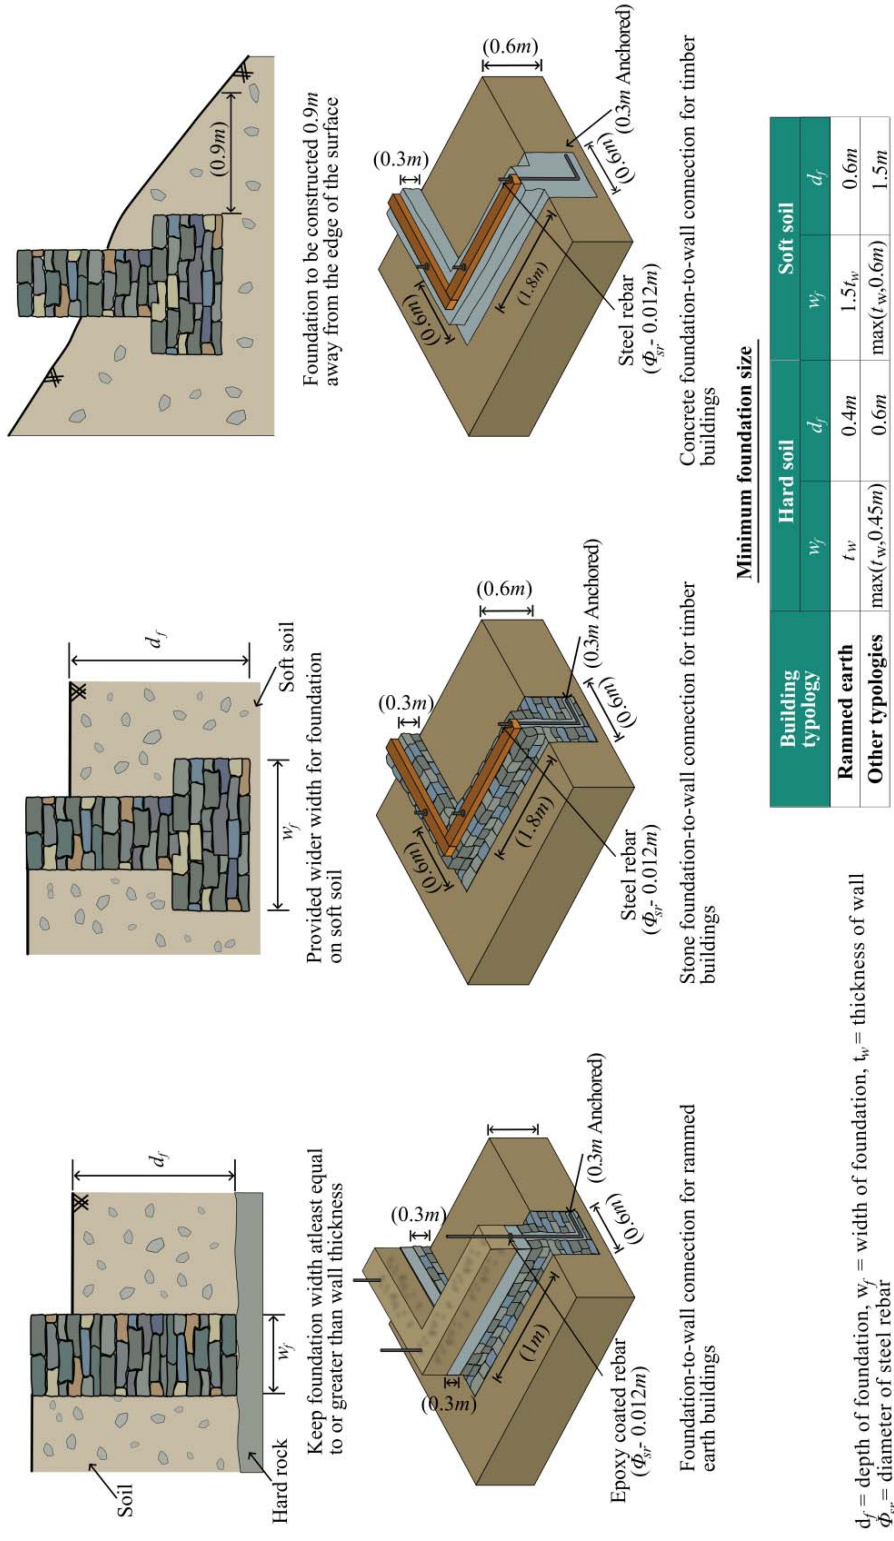 Soil
Hard rock
w_f
d_f
Keep foundation width atleast equal
to or greater than wall thickness
w_f
d_f
Soft soil
Provided wider width for foundation
on soft soil
(0.9m)
Foundation to be constructed 0.9m
away from the edge of the surface
(0.3m)
(0.3m)
(1m)
(0.6m)
(0.3m Anchored)
Epoxy coated rebar
(Φ_sr- 0.012m)
Foundation-to-wall connection for rammed
earth buildings
(0.6m)
(0.3m)
(0.6m)
(1.8m)
(0.6m)
(0.3m Anchored)
Steel rebar
(Φ_sr- 0.012m)
Stone foundation-to-wall connection for timber
buildings
(0.6m)
(0.3m)
(0.6m)
(1.8m)
(0.6m)
(0.3m Anchored)
Steel rebar
(Φ_sr- 0.012m)
Concrete foundation-to-wall connection for timber
buildings
d_f = depth of foundation, w_f = width of foundation, t_w = thickness of wall
Φ_sr = diameter of steel rebar
Minimum foundation size
Building typology Hard soil Soft soil
w_f d_f w_f d_f
Rammed earth t_w 0.4m 1.5t_w 0.6m
Other typologies max(t_w,0.45m) 0.6m max(t_w,0.6m) 1.5m